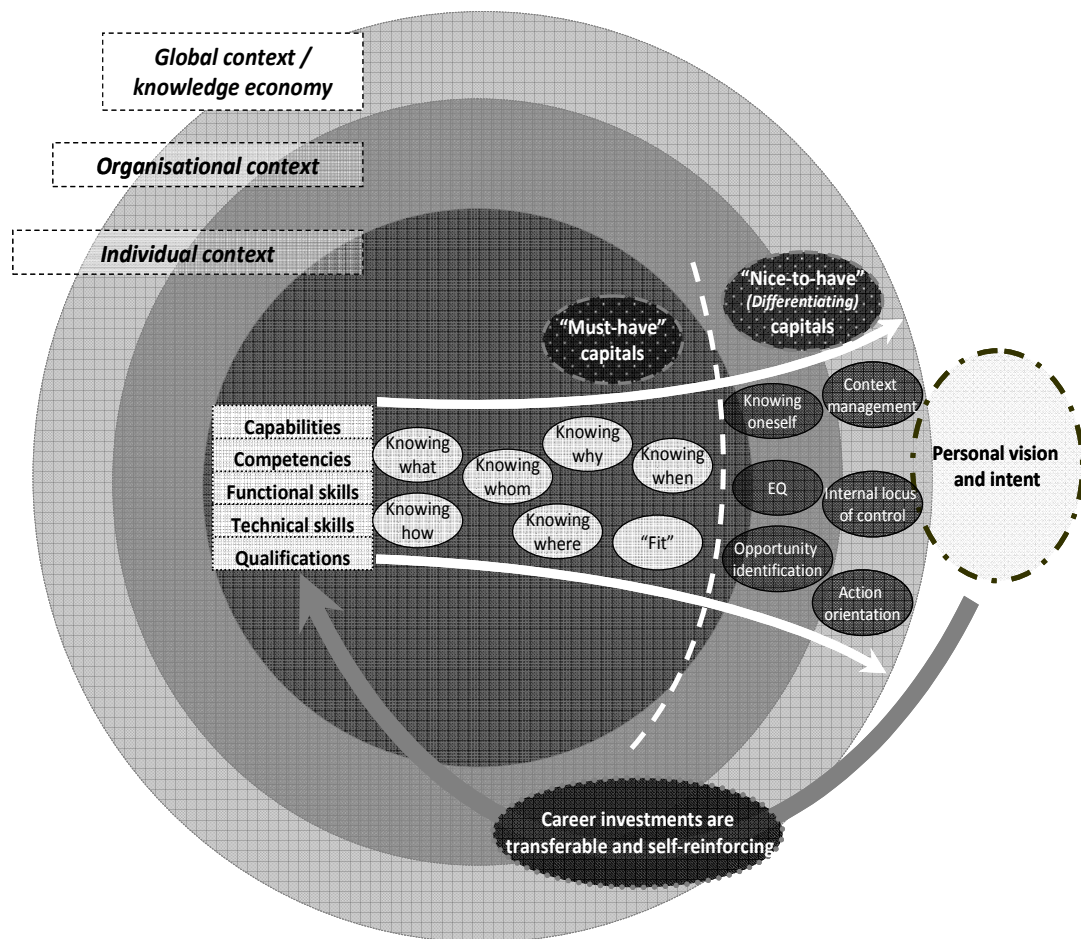 Global context /
knowledge economy
Organisational context
Individual context
“Nice-to-have”
(Differentiating)
capitals
“Must-have”
capitals
Capabilities
Competencies
Functional skills
Technical skills
Qualifications
Knowing
what
Knowing
how
Knowing
whom
Knowing
why
Knowing
where
Knowing
when
“Fit”
Knowing
oneself
EQ
Opportunity
identification
Context
management
Internal locus
of control
Action
orientation
Personal vision
and intent
Career investments are
transferable and self-reinforcing